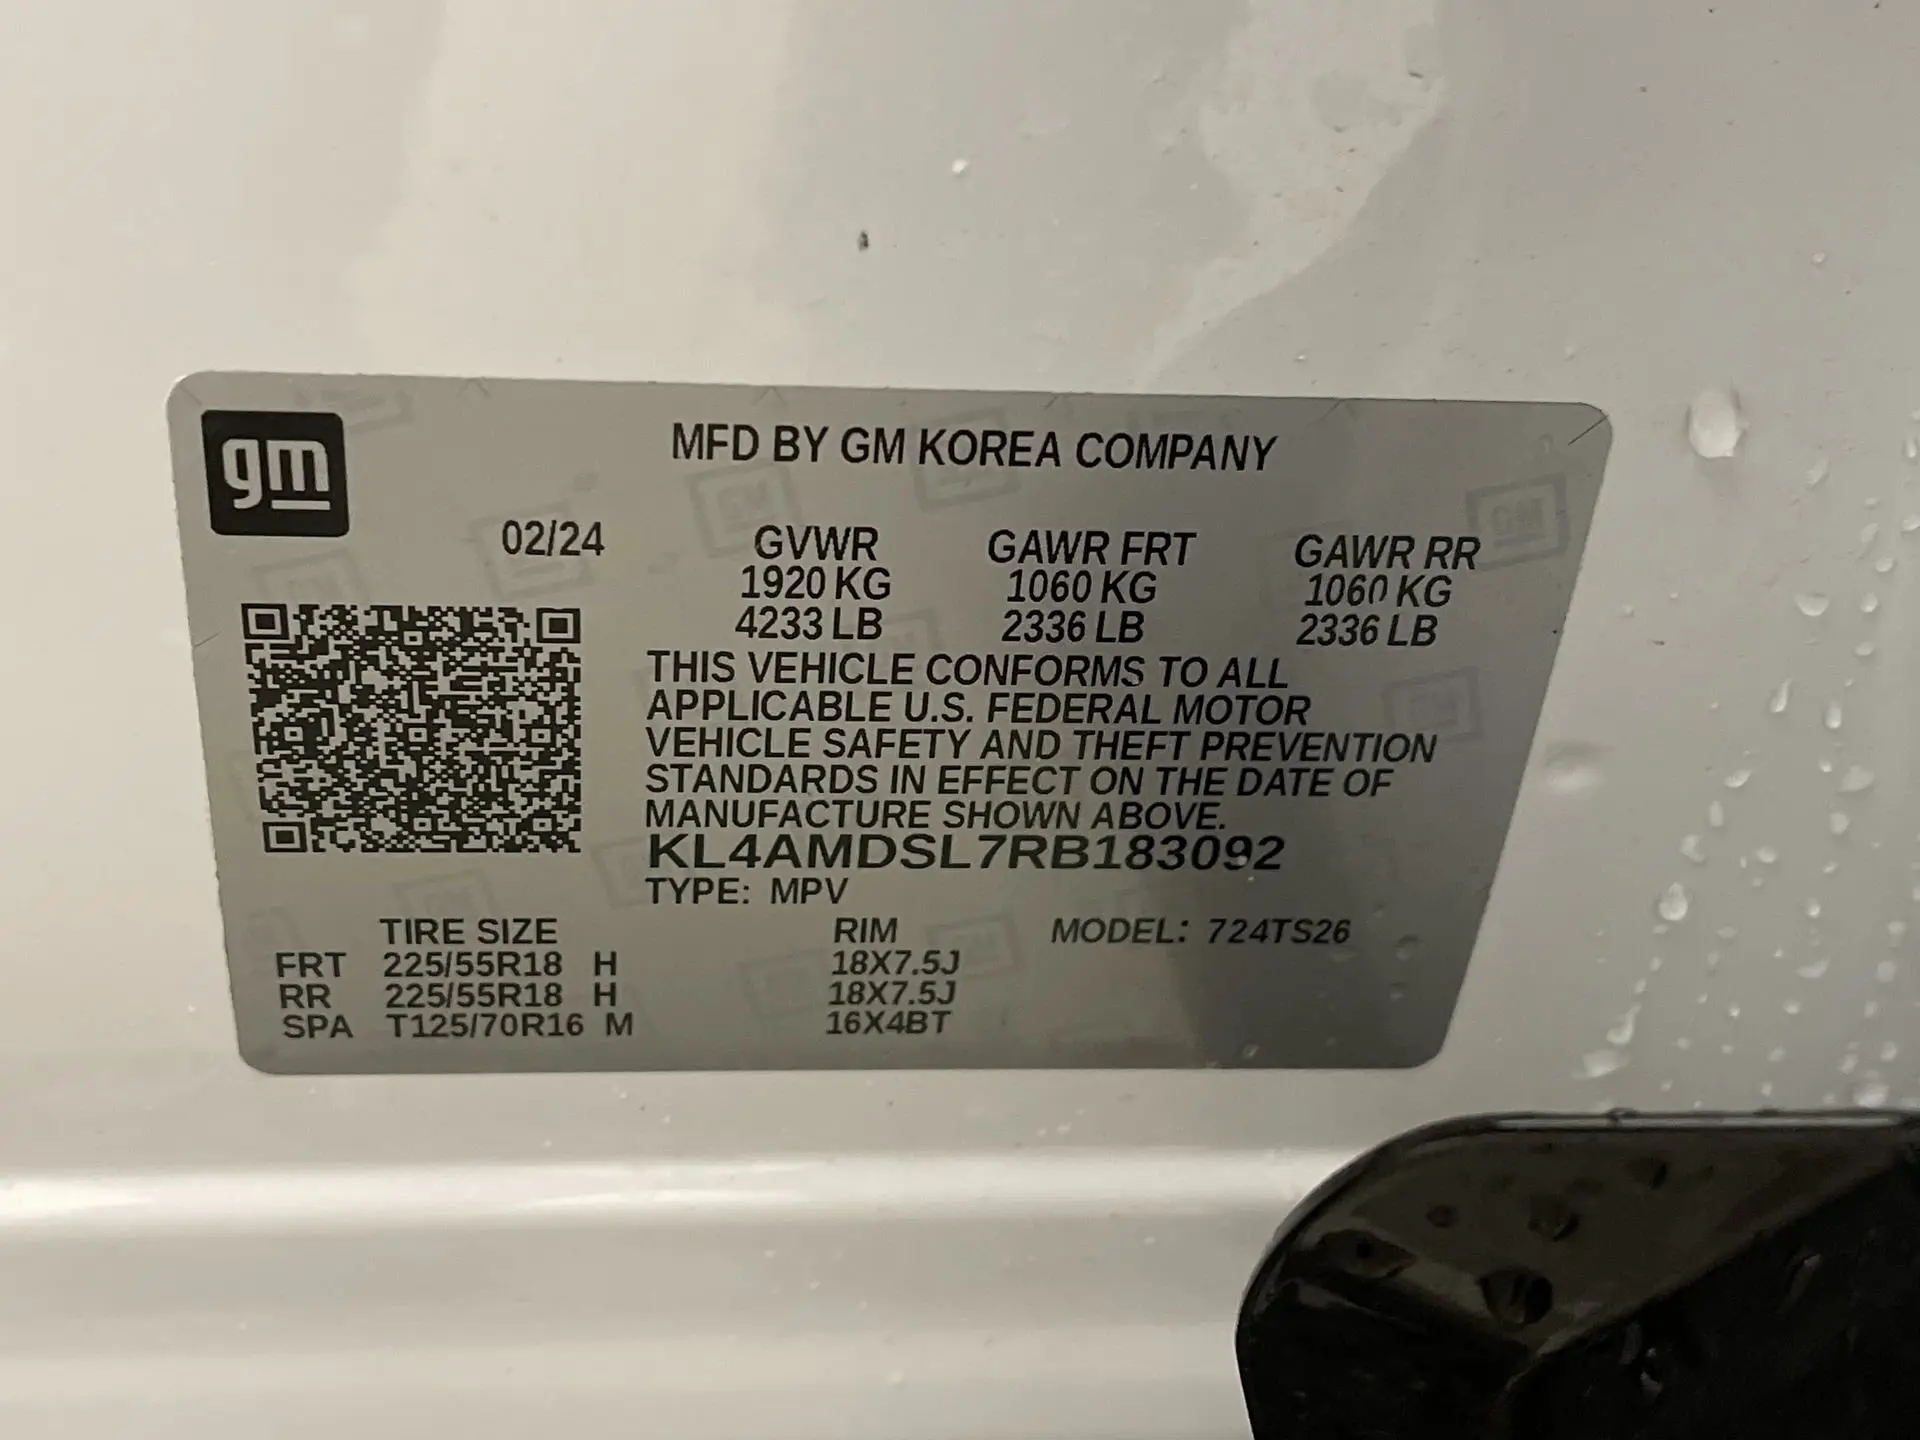 gm
MFD BY GM KOREA COMPANY
02/24 GVWR GAWR FRT GAWR RR
1920 KG 1060 KG 1060 KG
4233 LB 2336 LB 2336 LB
THIS VEHICLE CONFORMS TO ALL
APPLICABLE U.S. FEDERAL MOTOR
VEHICLE SAFETY AND THEFT PREVENTION
STANDARDS IN EFFECT ON THE DATE OF
MANUFACTURE SHOWN ABOVE.
KL4AMDSL7RB183092
TYPE: MPV
TIRE SIZE RIM MODEL: 724TS26
FRT 225/55R18 H 18X7.5J
RR 225/55R18 H 18X7.5J
SPA T125/70R16 M 16X4BT